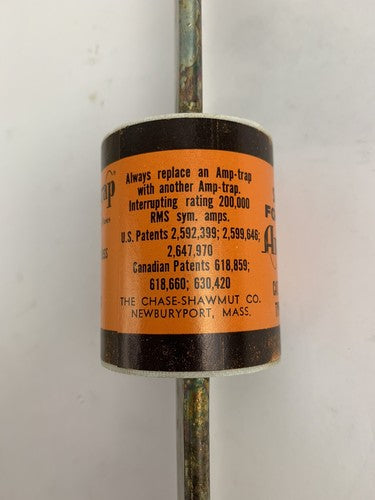 Always replace an Amp-trap
with another Amp-trap.
Interrupting rating 200,000
RMS sym. amps.
U.S. Patents 2,592,399; 2,599,646;
2,647,970
Canadian Patents 618,859;
618,660; 630,420
THE CHASE-SHAWMUT CO.
NEWBURYPORT, MASS.